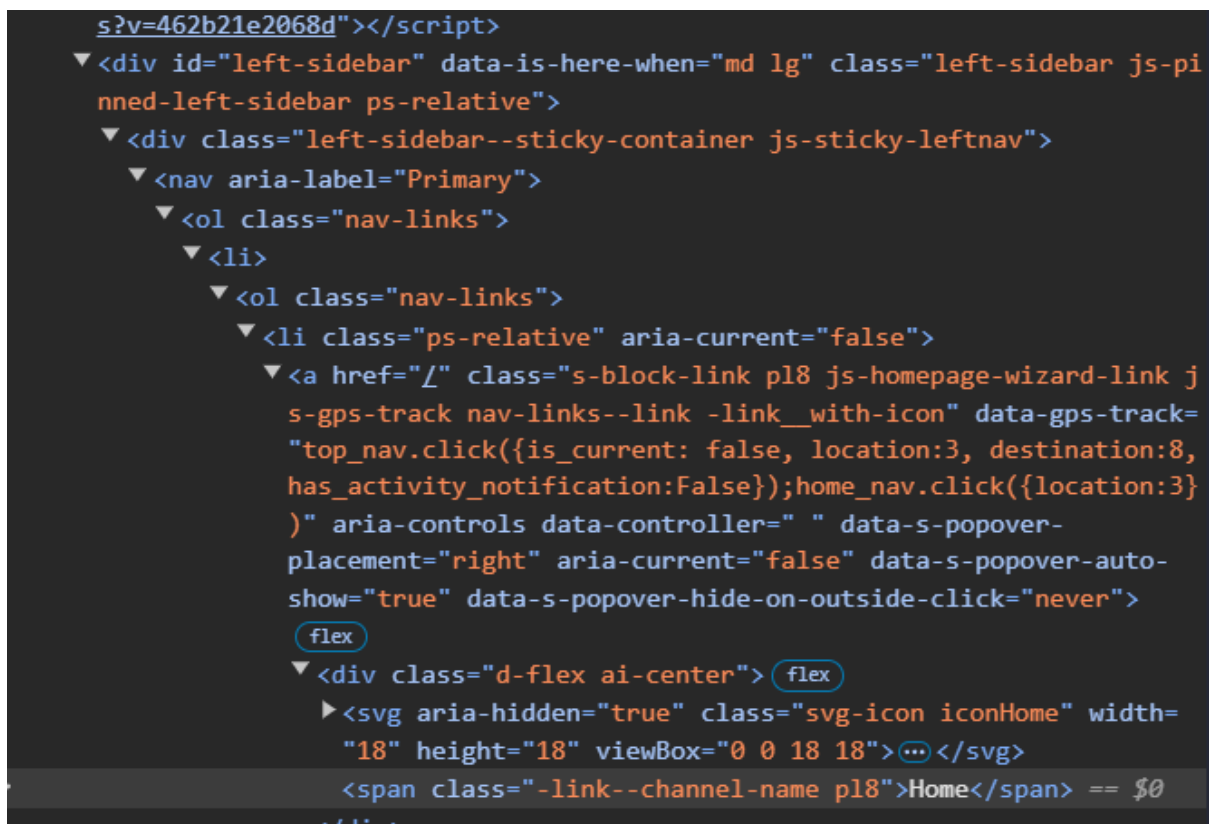 s?v=462b21e2068d"></script>
<div id="left-sidebar" data-is-here-when="md lg" class="left-sidebar js-pi
nned-left-sidebar ps-relative">
<div class="left-sidebar--sticky-container js-sticky-leftnav">
<nav aria-label="Primary">
<ol class="nav-links">
<li>
<ol class="nav-links">
<li class="ps-relative" aria-current="false">
<a href="/" class="s-block-link pl8 js-homepage-wizard-link j
s-gps-track nav-links--link -link__with-icon" data-gps-track=
"top_nav.click({is_current: false, location:3, destination:8,
has_activity_notification:False});home_nav.click({location:3}
)" aria-controls data-controller=" " data-s-popover-
placement="right" aria-current="false" data-s-popover-auto-
show="true" data-s-popover-hide-on-outside-click="never">
flex
<div class="d-flex ai-center"> flex
<svg aria-hidden="true" class="svg-icon iconHome" width=
"18" height="18" viewBox="0 0 18 18">…</svg>
<span class="-link--channel-name pl8">Home</span> == $0